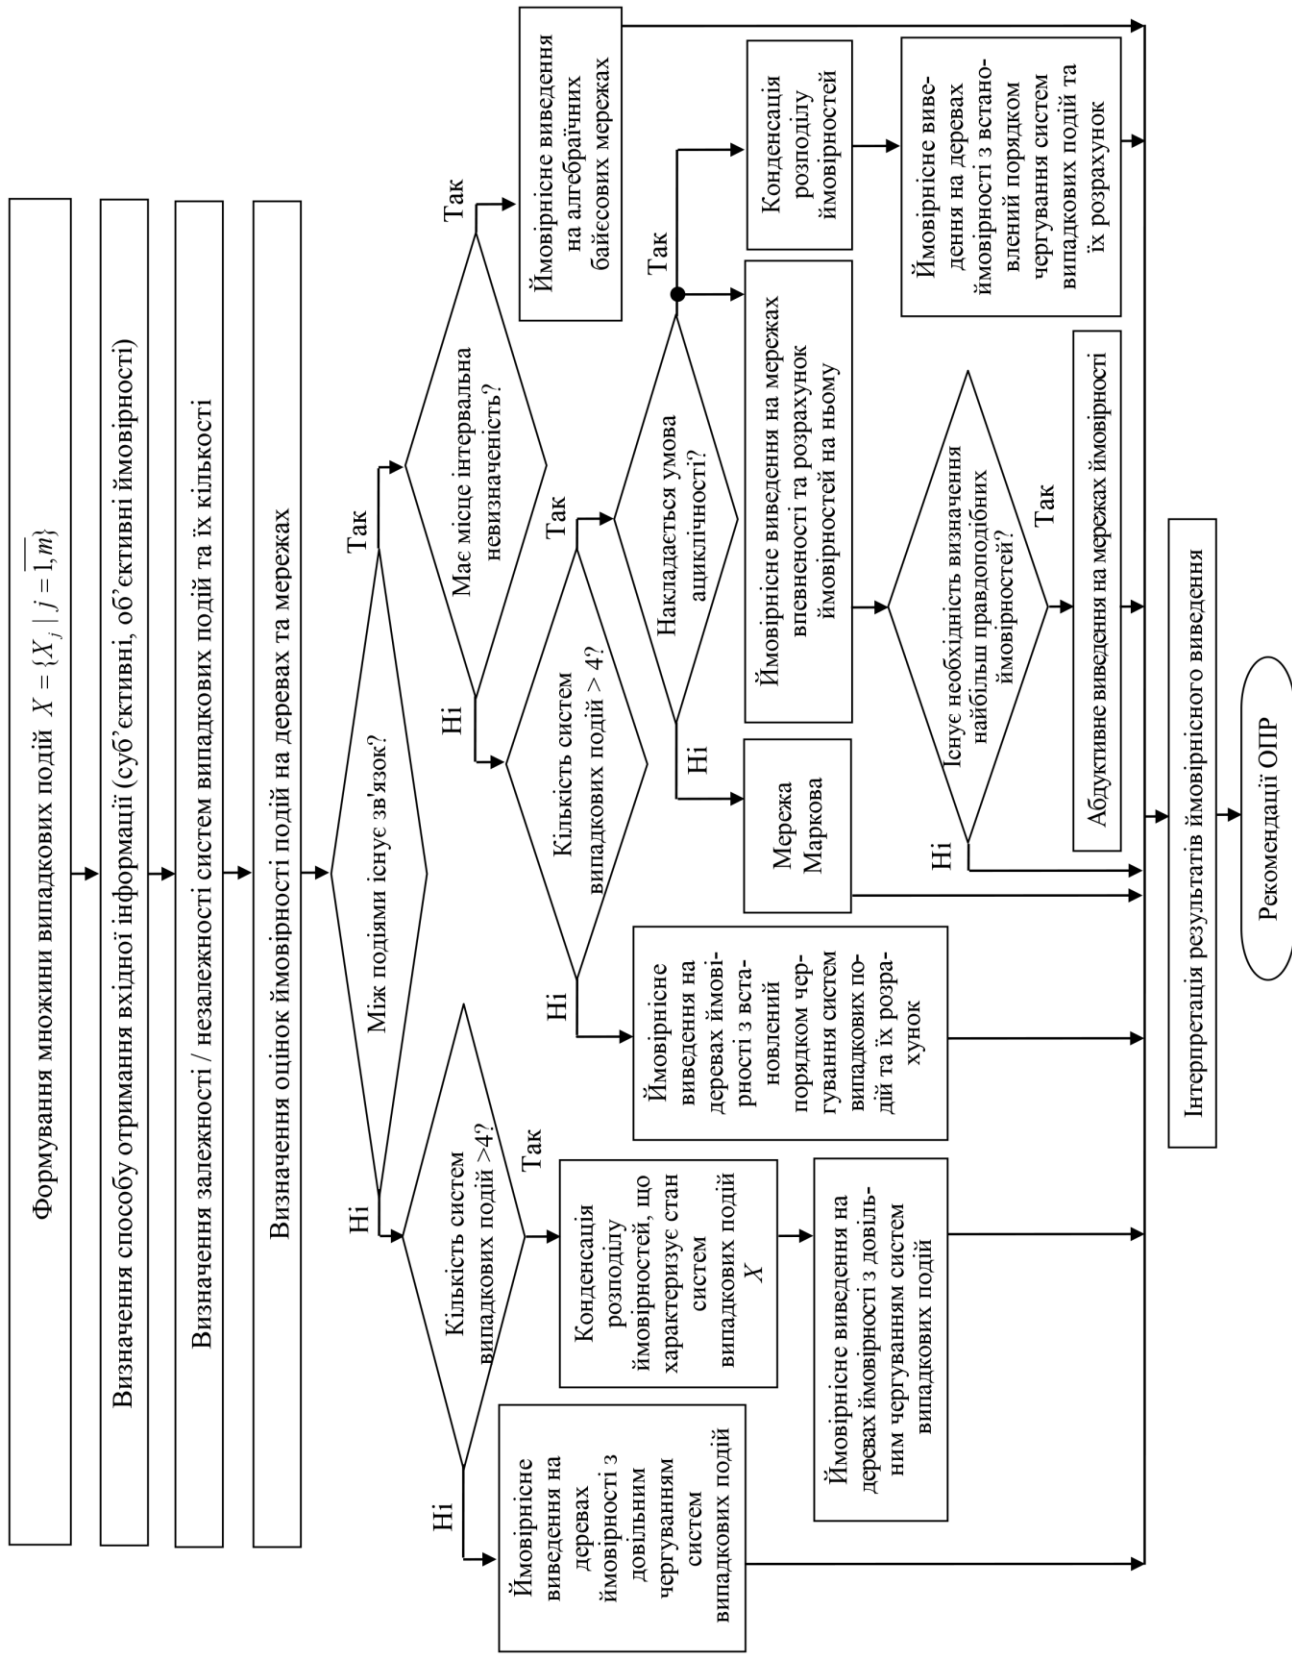 Формування множини випадкових подій X = {X_j | j = \overline{1,m}}
Визначення способу отримання вхідної інформації (суб'єктивні, об'єктивні ймовірності)
Визначення залежності / незалежності систем випадкових подій та їх кількості
Визначення оцінок ймовірності подій на деревах та мережах
Між подіями існує зв'язок?
Ні
Так
Кількість систем
випадкових подій >4?
Має місце інтервальна
невизначеність?
Ні
Так
Ні
Так
Ймовірнісне
виведення на
деревах
ймовірності з
довільним
чергуванням
систем
випадкових подій
Кількість систем
випадкових подій > 4?
Ймовірнісне виведення
на алгебраїчних
байєсових мережах
Конденсація
розподілу
ймовірностей, що
характеризує стан
систем
випадкових подій
X
Ні
Так
Ймовірнісне
виведення на
деревах ймові-
рності з вста-
новлений
порядком чер-
гування систем
випадкових по-
дій та їх розра-
хунок
Накладається умова
ациклічності?
Ні
Так
Мережа
Маркова
Ймовірнісне виведення на мережах
впевненості та розрахунок
ймовірностей на ньому
Конденсація
розподілу
ймовірностей
Ймовірнісне виведення на
деревах ймовірності з довіль-
ним чергуванням систем
випадкових подій
Існує необхідність визначення
найбільш правдоподібних
ймовірностей?
Ймовірнісне виве-
дення на деревах
ймовірності з встано-
влений порядком
чергування систем
випадкових подій та
їх розрахунок
Ні
Так
Абдуктивне виведення на мережах ймовірності
Інтерпретація результатів ймовірнісного виведення
Рекомендації ОПР